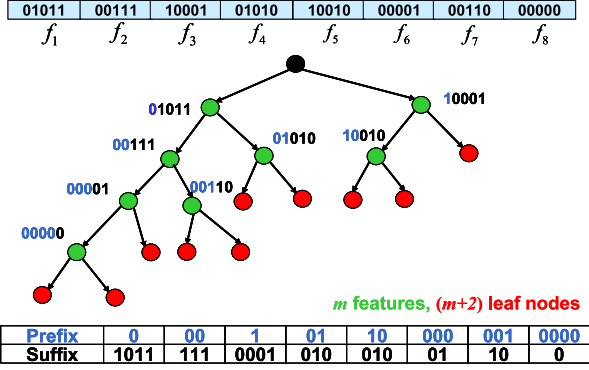 01011 00111 10001 01010 10010 00001 00110 00000
f1 f2 f3 f4 f5 f6 f7 f8
10001
01011
00111 01010 10010
00001 00110
00000
m features, (m+2) leaf nodes
Prefix 0 00 1 01 10 000 001 0000
Suffix 1011 111 0001 010 010 01 10 0